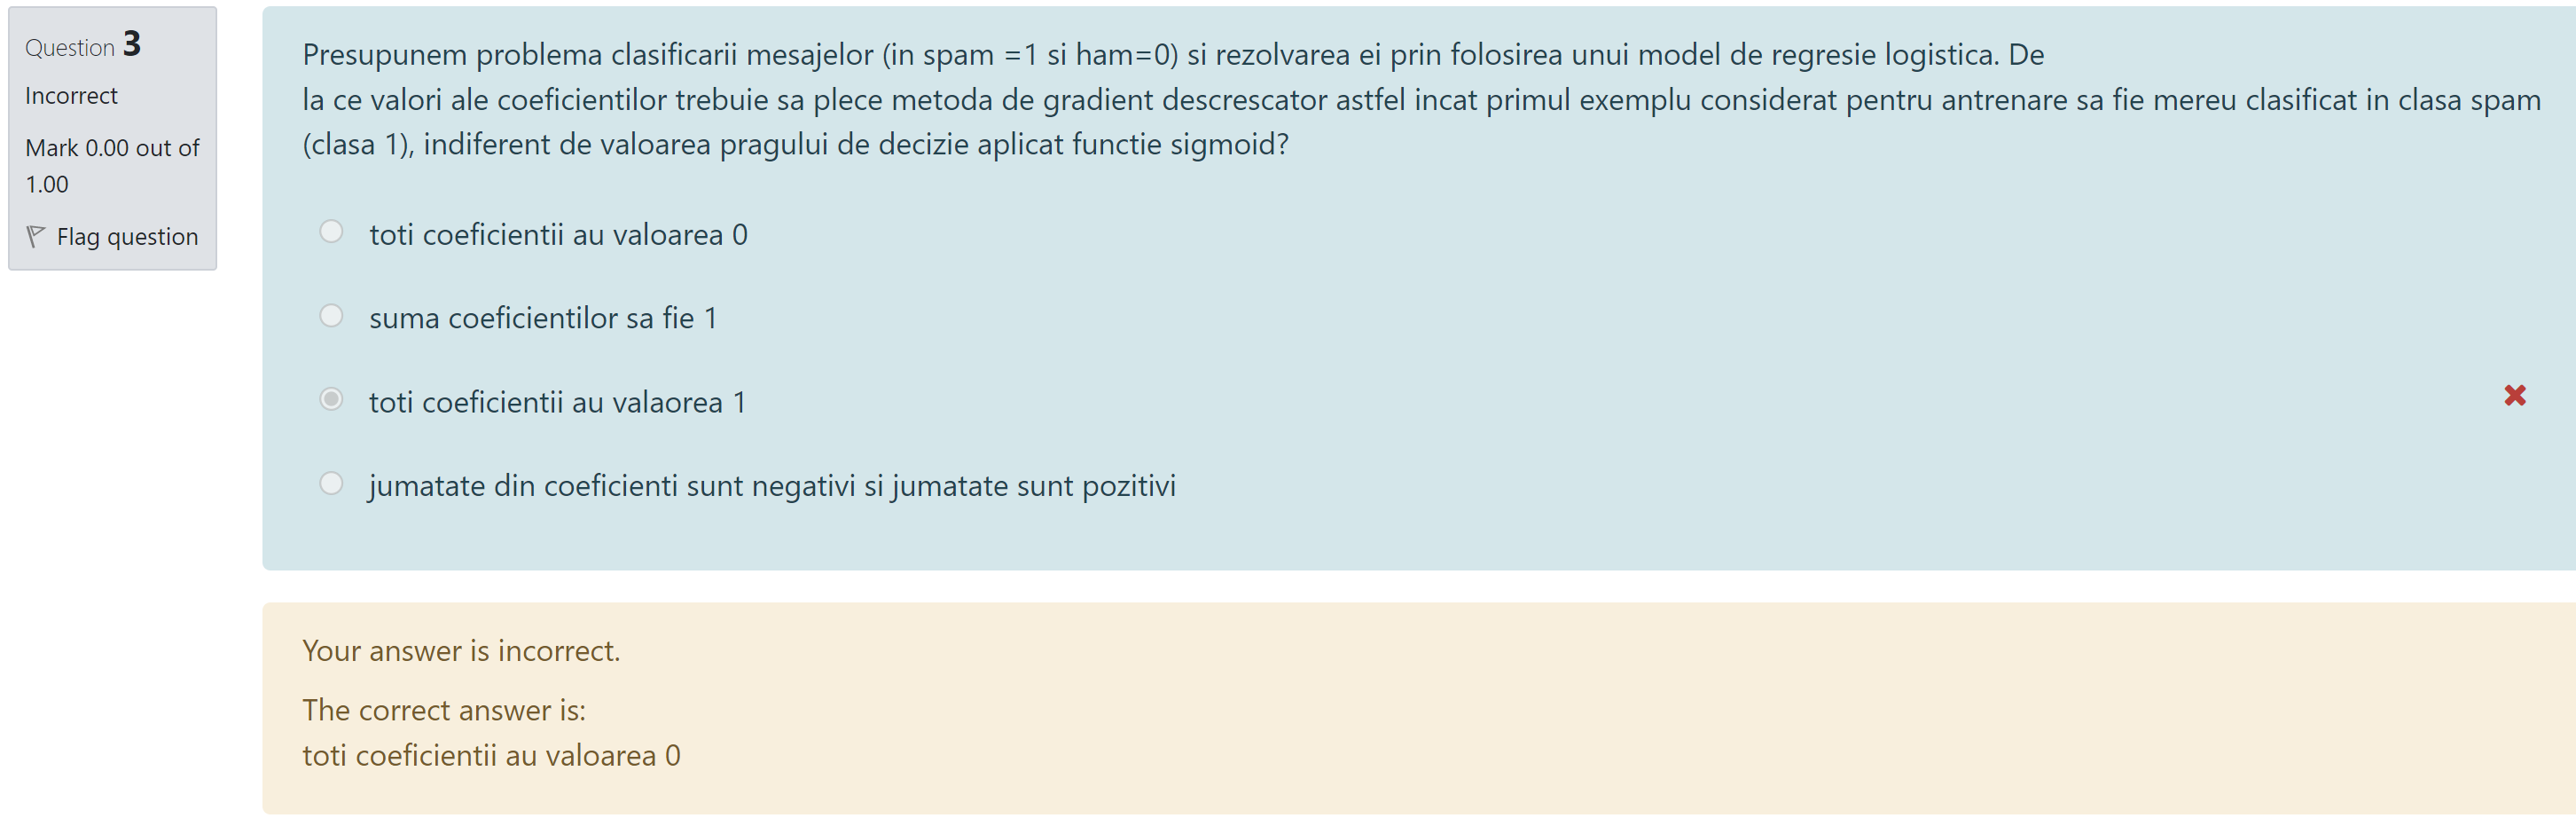 Question 3
Incorrect
Mark 0.00 out of
1.00
Flag question
Presupunem problema clasificarii mesajelor (in spam =1 si ham=0) si rezolvarea ei prin folosirea unui model de regresie logistica. De
la ce valori ale coeficientilor trebuie sa plece metoda de gradient descrescator astfel incat primul exemplu considerat pentru antrenare sa fie mereu clasificat in clasa spam
(clasa 1), indiferent de valoarea pragului de decizie aplicat functie sigmoid?
toti coeficientii au valoarea 0
suma coeficientilor sa fie 1
toti coeficientii au valaorea 1
jumatate din coeficienti sunt negativi si jumatate sunt pozitivi
Your answer is incorrect.
The correct answer is:
toti coeficientii au valoarea 0